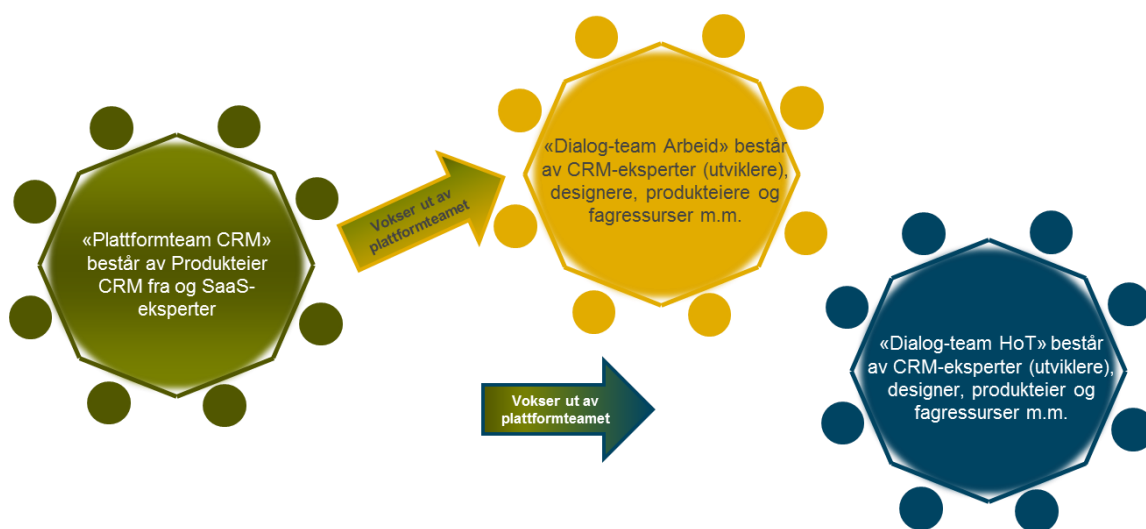 «Plattformteam CRM»
består av Produkteier
CRM fra og SaaS-
eksperter
Vokser ut av
plattformteamet
«Dialog-team Arbeid» består
av CRM-eksperter (utviklere),
designere, produkteiere og
fagressurser m.m.
Vokser ut av
plattformteamet
«Dialog-team HoT» består
av CRM-eksperter (utviklere),
designer, produkteier og
fagressurser m.m.